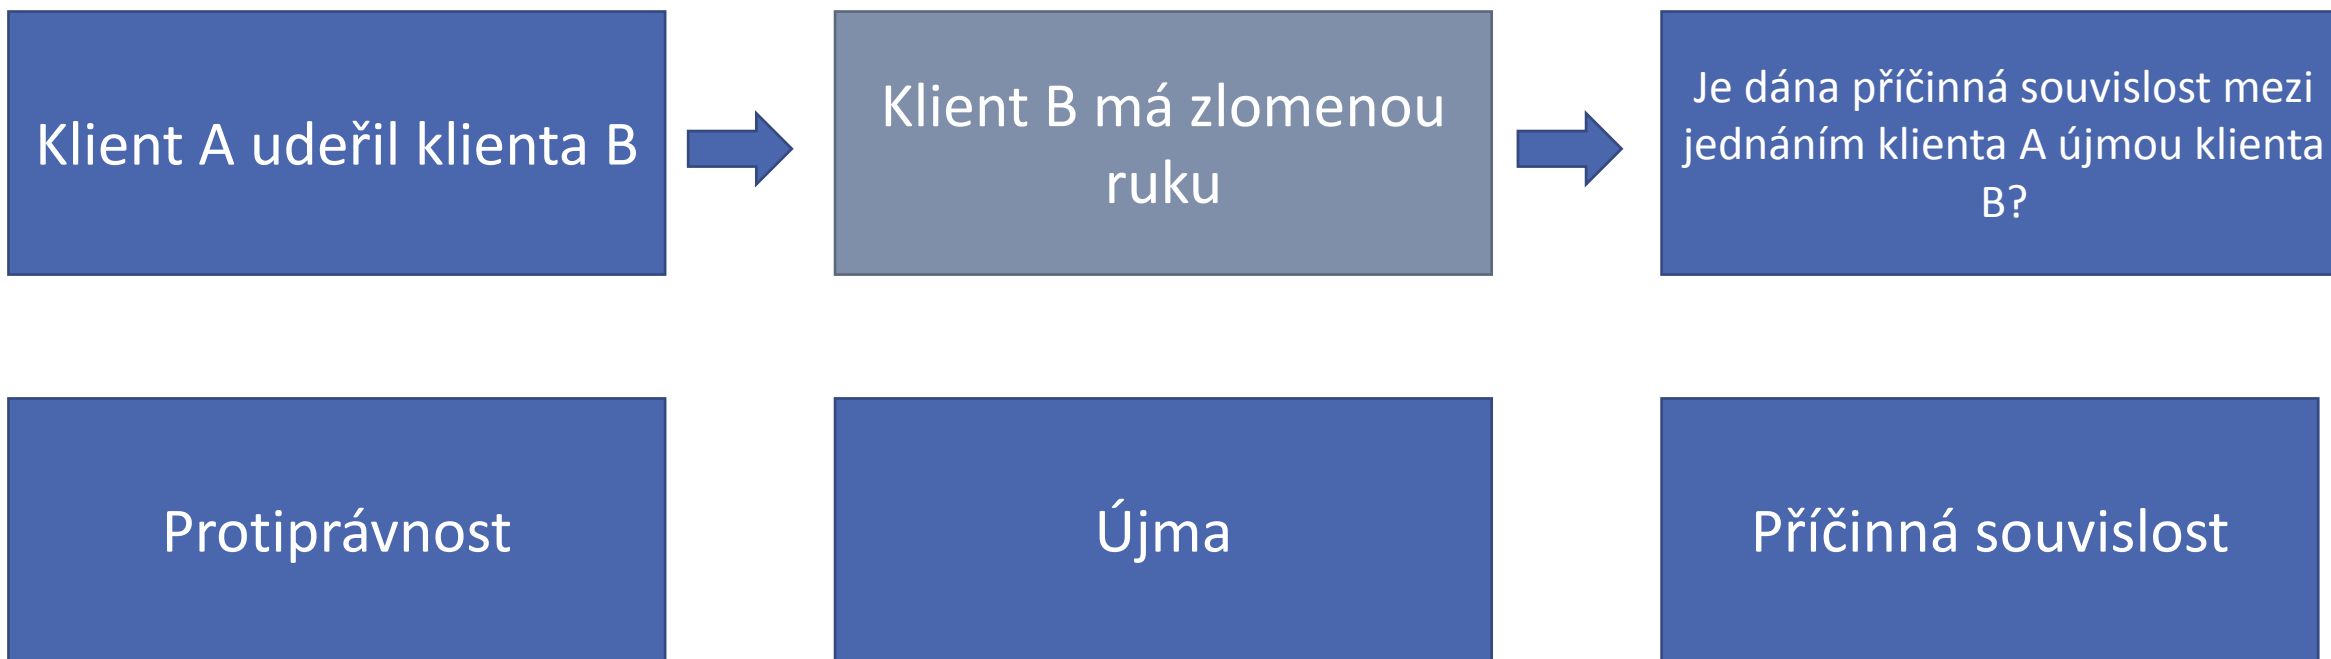 Klient A udeřil klienta B
Klient B má zlomenou
ruku
Je dána příčinná souvislost mezi
jednáním klienta A újmou klienta
B?
Protiprávnost
Újma
Příčinná souvislost